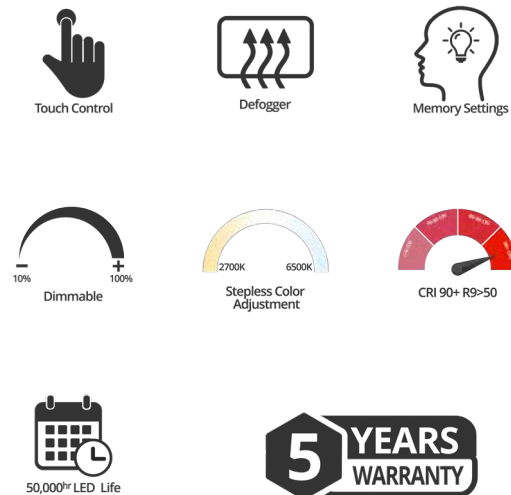 Touch Control
Defogger
Memory Settings
10%
100%
Dimmable
2700K
6500K
Stepless Color
Adjustment
CRI 90+ R9>50
50,000hr LED Life
5 YEARS
WARRANTY